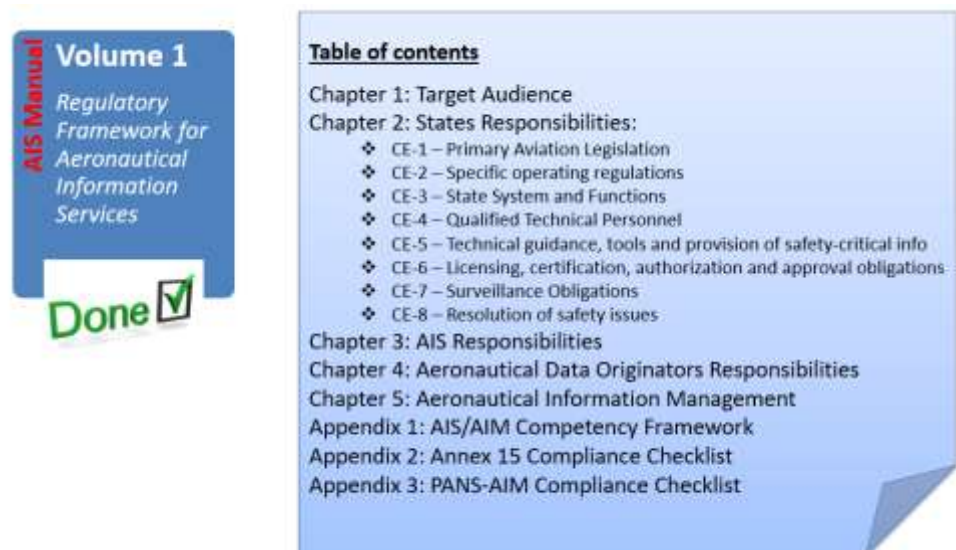 AIS Manual
Volume 1
Regulatory
Framework for
Aeronautical
Information
Services
Done
Table of contents
Chapter 1: Target Audience
Chapter 2: States Responsibilities:
❖ CE-1 – Primary Aviation Legislation
❖ CE-2 – Specific operating regulations
❖ CE-3 – State System and Functions
❖ CE-4 – Qualified Technical Personnel
❖ CE-5 – Technical guidance, tools and provision of safety-critical info
❖ CE-6 – Licensing, certification, authorization and approval obligations
❖ CE-7 – Surveillance Obligations
❖ CE-8 – Resolution of safety issues
Chapter 3: AIS Responsibilities
Chapter 4: Aeronautical Data Originators Responsibilities
Chapter 5: Aeronautical Information Management
Appendix 1: AIS/AIM Competency Framework
Appendix 2: Annex 15 Compliance Checklist
Appendix 3: PANS-AIM Compliance Checklist